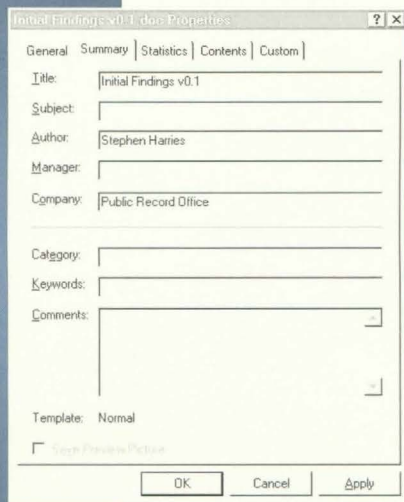 Initial Findings v0.1.doc Properties ? ×
General Summary Statistics Contents Custom
Title: Initial Findings v0.1
Subject:
Author: Stephen Harries
Manager:
Company: Public Record Office
Category:
Keywords:
Comments:
Template: Normal
Save Preview Picture
OK Cancel Apply